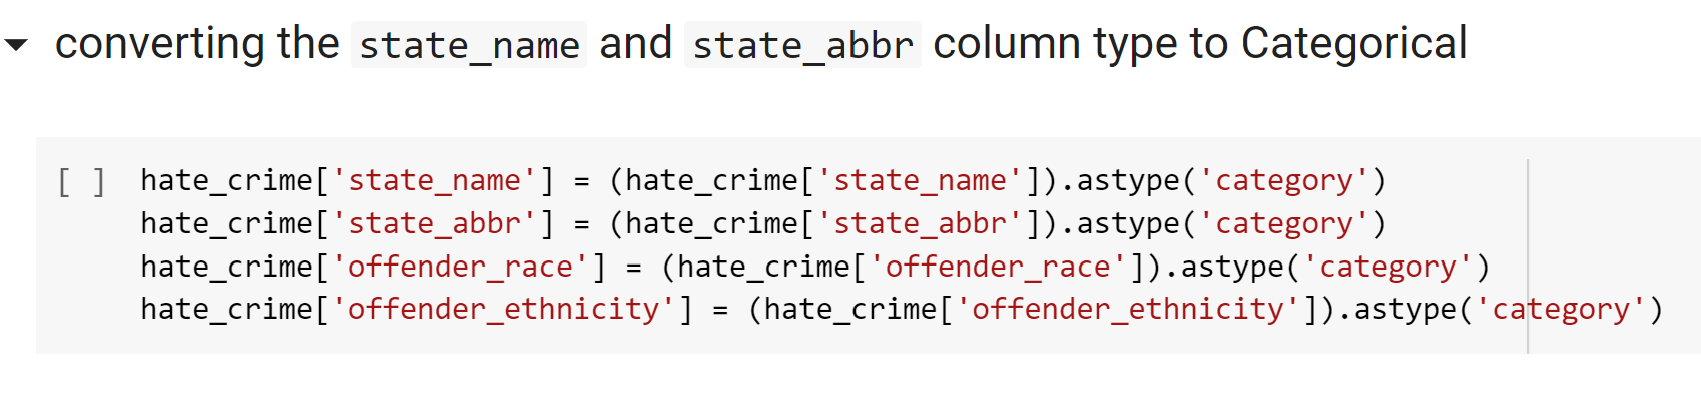 converting the state_name and state_abbr column type to Categorical
[ ] hate_crime['state_name'] = (hate_crime['state_name']).astype('category')
hate_crime['state_abbr'] = (hate_crime['state_abbr']).astype('category')
hate_crime['offender_race'] = (hate_crime['offender_race']).astype('category')
hate_crime['offender_ethnicity'] = (hate_crime['offender_ethnicity']).astype('category')